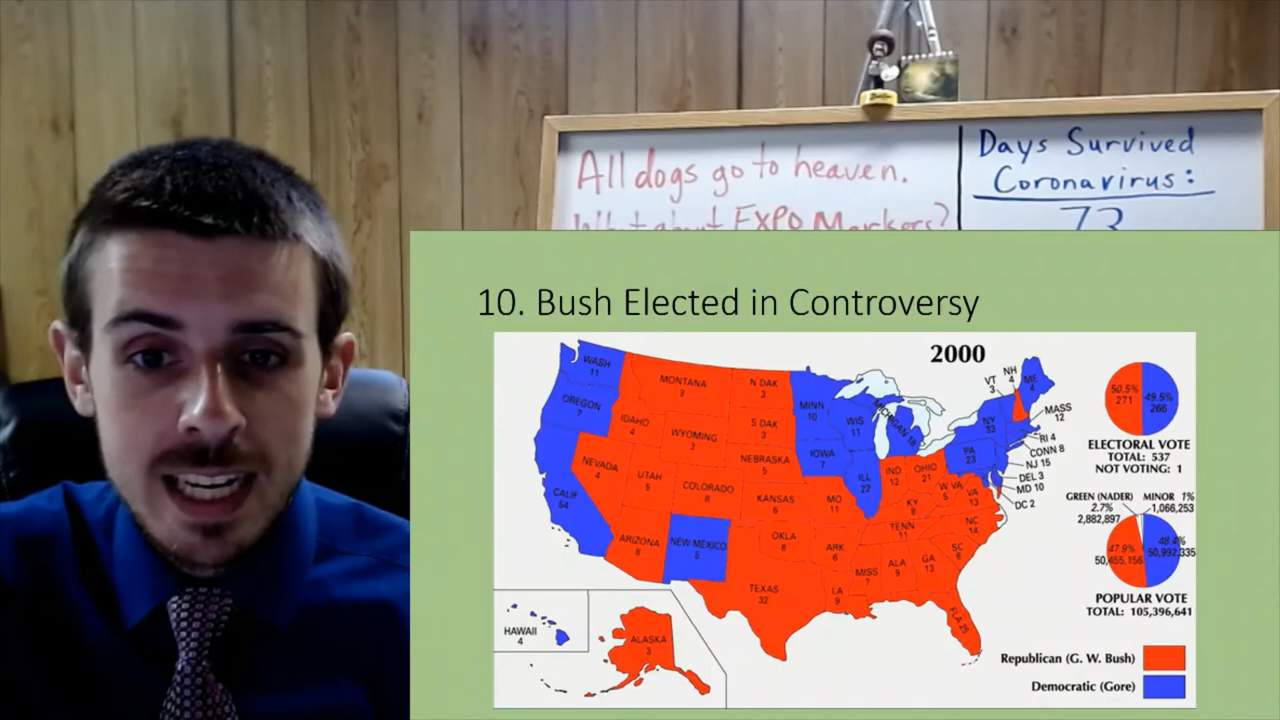 All dogs go to heaven.
What about EXPO Markers?
Days Survived
Coronavirus:
73
10. Bush Elected in Controversy
2000
WASH
11
OREGON
7
CALIF
54
NEVADA
4
IDAHO
4
MONTANA
3
WYOMING
3
UTAH
5
COLORADO
8
ARIZONA
8
NEW MEXICO
5
N DAK
3
S DAK
3
NEBRASKA
5
KANSAS
6
OKLA
8
TEXAS
32
MINN
10
IOWA
7
MO
11
ARK
6
LA
9
WIS
11
ILL
22
MICHIGAN 18
IND
12
OHIO
21
KY
8
TENN
11
MISS
7
ALA
9
GA
13
FLA 25
SC
8
NC
14
VA
13
W VA
5
PA
23
NY
33
VT
3
NH
4
ME
4
MASS
12
RI 4
CONN 8
NJ 15
DEL 3
MD 10
DC 2
HAWAII
4
ALASKA
3
50.5%
271
49.5%
266
ELECTORAL VOTE
TOTAL: 537
NOT VOTING: 1
GREEN (NADER)
2.7%
2,882,897
MINOR 1%
1,066,253
47.9%
50,455,156
48.4%
50,992,335
POPULAR VOTE
TOTAL: 105,396,641
Republican (G. W. Bush)
Democratic (Gore)